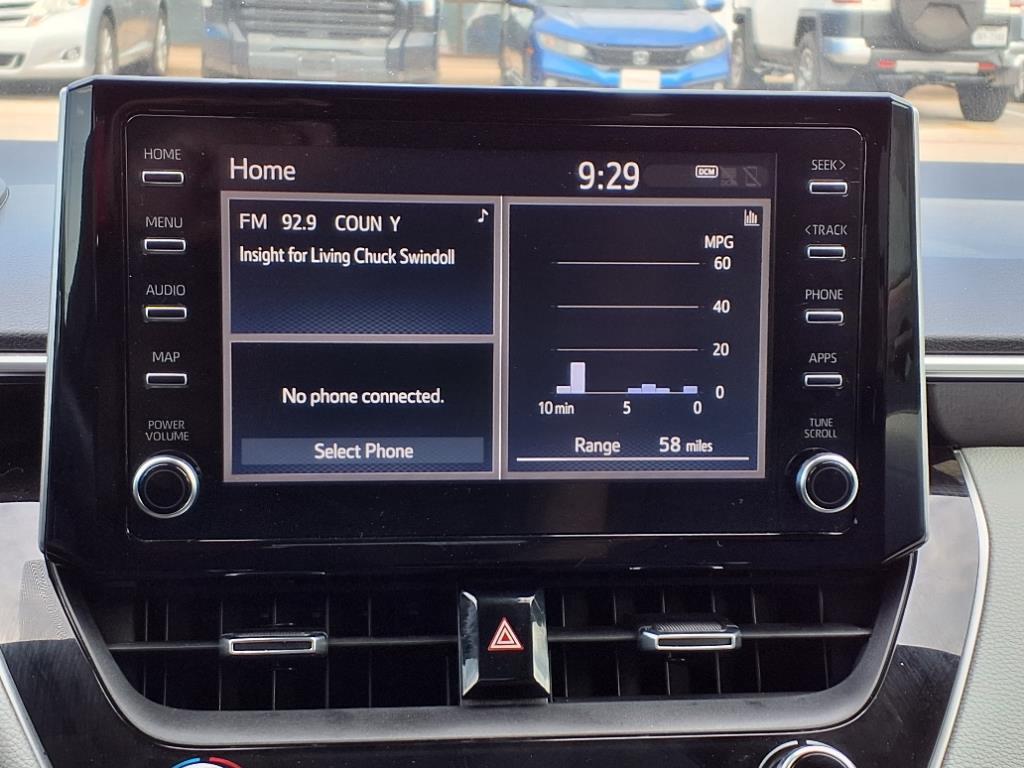 HOME
MENU
AUDIO
MAP
POWER
VOLUME
Home
9:29
DCM
FM 92.9 COUN Y
Insight for Living Chuck Swindoll
No phone connected.
Select Phone
MPG
60
40
20
0
10 min 5 0
Range 58 miles
SEEK >
< TRACK
PHONE
APPS
TUNE
SCROLL